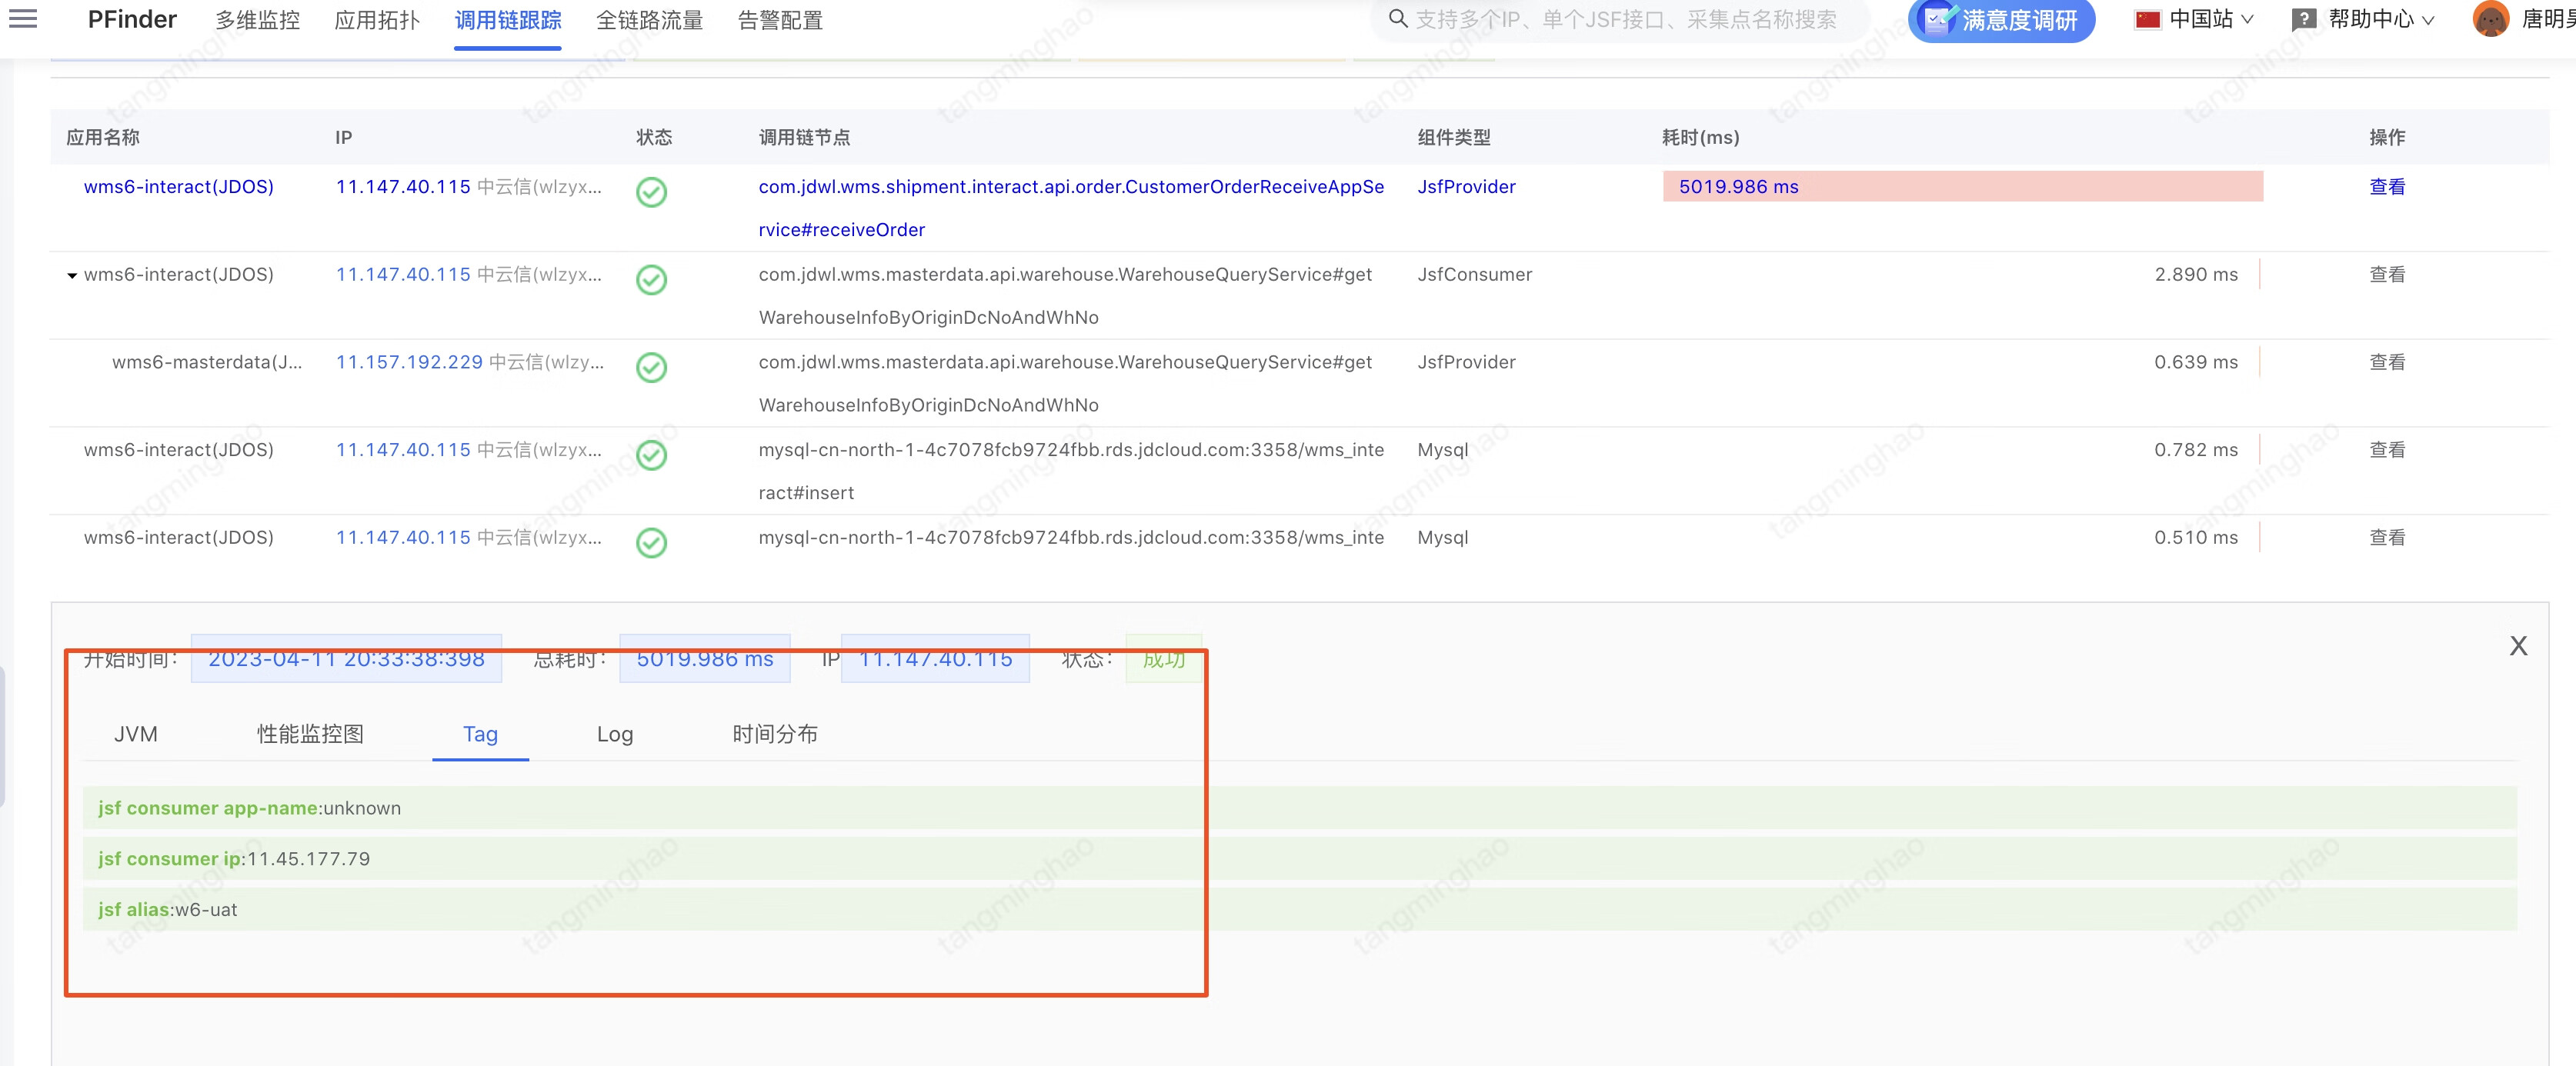 PFinder 多维监控 应用拓扑 调用链跟踪 全链路流量 告警配置 支持多个IP、单个JSF接口、采集点名称搜索 满意度调研 中国站 帮助中心 唐明昊
应用名称 IP 状态 调用链节点 组件类型 耗时(ms) 操作
wms6-interact(JDOS) 11.147.40.115 中云信(wlzyx... com.jdwl.wms.shipment.interact.api.order.CustomerOrderReceiveAppSe JsfProvider 5019.986 ms 查看
rvice#receiveOrder
wms6-interact(JDOS) 11.147.40.115 中云信(wlzyx... com.jdwl.wms.masterdata.api.warehouse.WarehouseQueryService#get JsfConsumer 2.890 ms 查看
WarehouseInfoByOriginDcNoAndWhNo
wms6-masterdata(J... 11.157.192.229 中云信(wlzy... com.jdwl.wms.masterdata.api.warehouse.WarehouseQueryService#get JsfProvider 0.639 ms 查看
WarehouseInfoByOriginDcNoAndWhNo
wms6-interact(JDOS) 11.147.40.115 中云信(wlzyx... mysql-cn-north-1-4c7078fcb9724fbb.rds.jdcloud.com:3358/wms_inte Mysql 0.782 ms 查看
ract#insert
wms6-interact(JDOS) 11.147.40.115 中云信(wlzyx... mysql-cn-north-1-4c7078fcb9724fbb.rds.jdcloud.com:3358/wms_inte Mysql 0.510 ms 查看
开始时间: 2023-04-11 20:33:38:398 总耗时: 5019.986 ms IP 11.147.40.115 状态: 成功 X
JVM 性能监控图 Tag Log 时间分布
jsf consumer app-name:unknown
jsf consumer ip:11.45.177.79
jsf alias:w6-uat
tangminghao